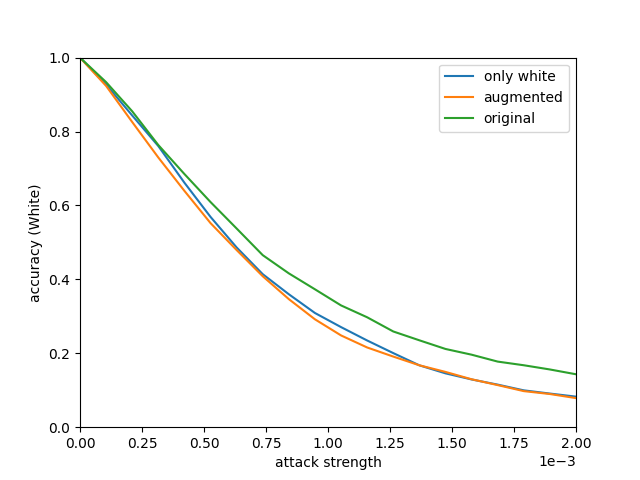 1.0
0.8
0.6
0.4
0.2
0.0
accuracy (White)
only white
augmented
original
0.00 0.25 0.50 0.75 1.00 1.25 1.50 1.75 2.00
attack strength
1e−3